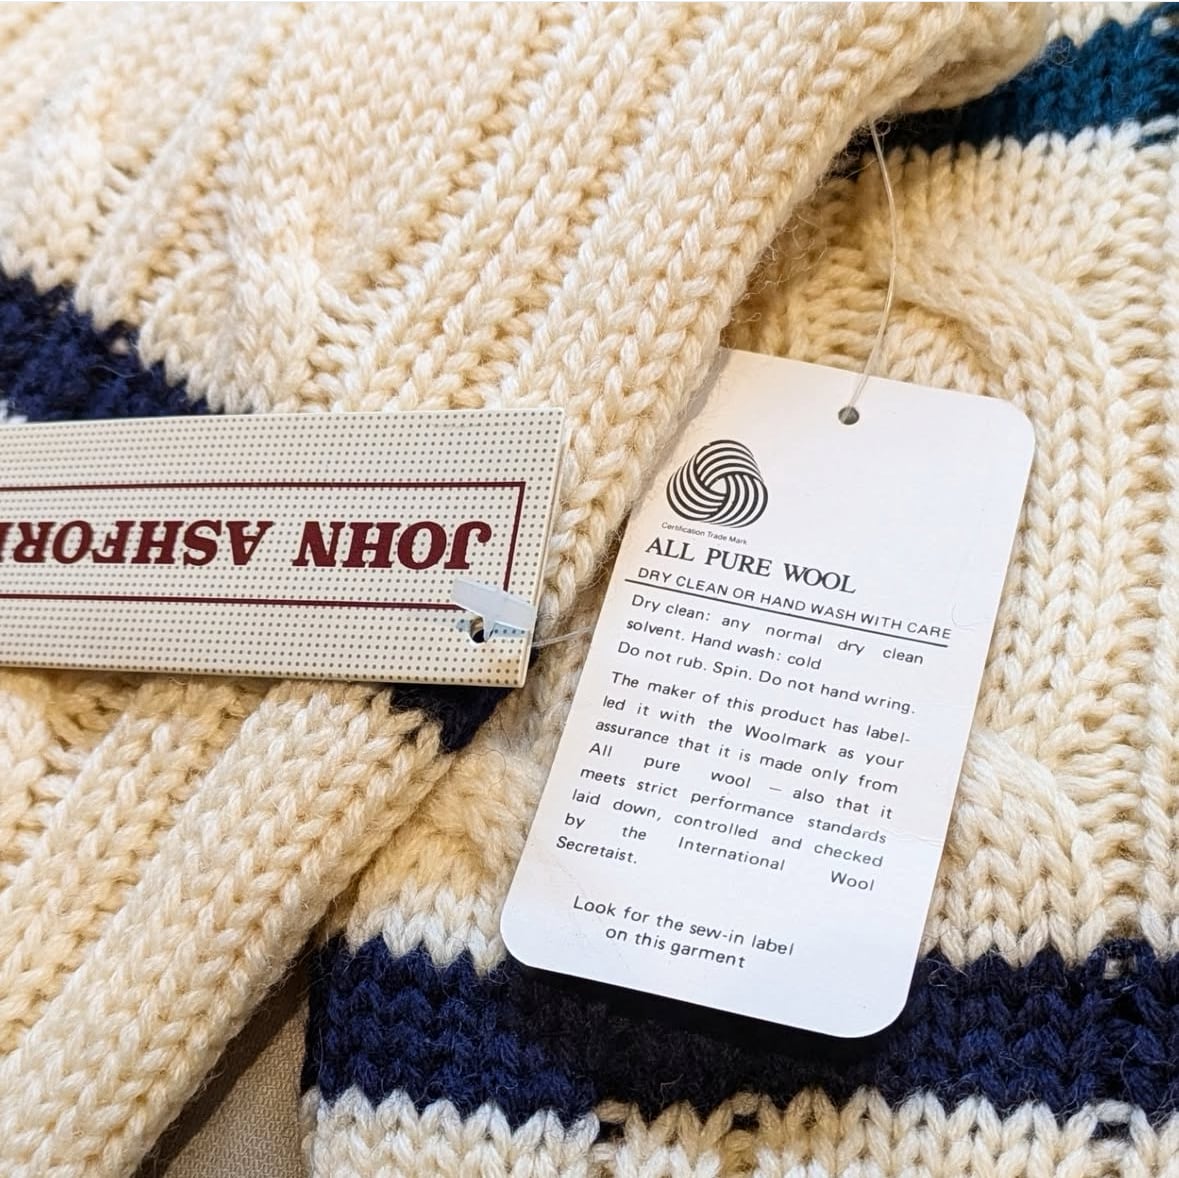 JOHN ASHFOR
Certification Trade Mark
ALL PURE WOOL
DRY CLEAN OR HAND WASH WITH CARE
Dry clean: any normal dry clean
solvent. Hand wash: cold
Do not rub. Spin. Do not hand wring.
The maker of this product has label-
led it with the Woolmark as your
assurance that it is made only from
All pure wool – also that it
meets strict performance standards
laid down, controlled and checked
by the International Wool
Secretaist.
Look for the sew-in label
on this garment